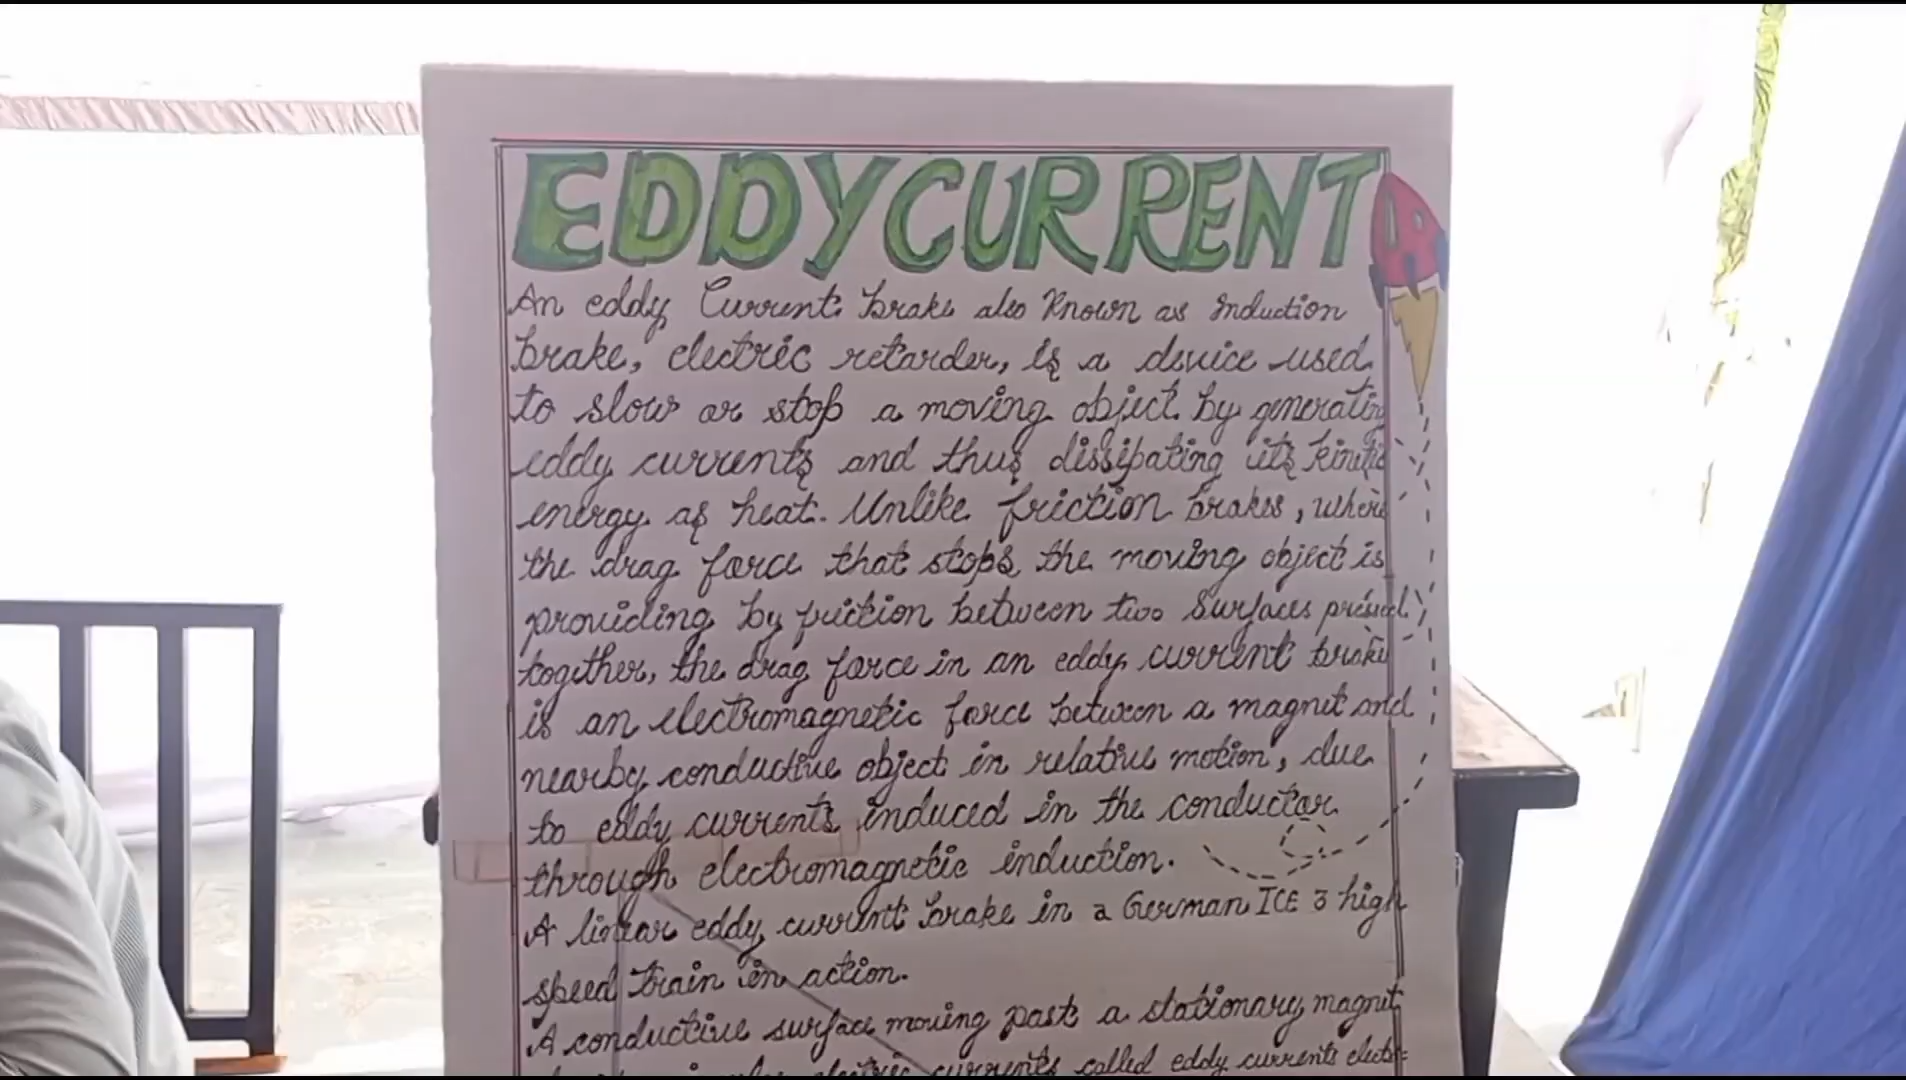 EDDYCURRENT
An eddy Current brake also Known as Induction
brake, electric retarder, is a device used
to slow or stop a moving object by generating
eddy currents and thus dissipating its kinetic
energy as heat. Unlike friction brakes, where
the drag force that stops the moving object is
providing by friction between two Surfaces pressed
together, the drag force in an eddy current brake
is an electromagnetic force between a magnet and
nearby conductive object in relative motion, due
to eddy currents induced in the conductor
through electromagnetic induction.
A linear eddy current brake in a German ICE 3 high
speed train in action.
A conductive surface moving past a stationary magnet
electric currents called eddy currents